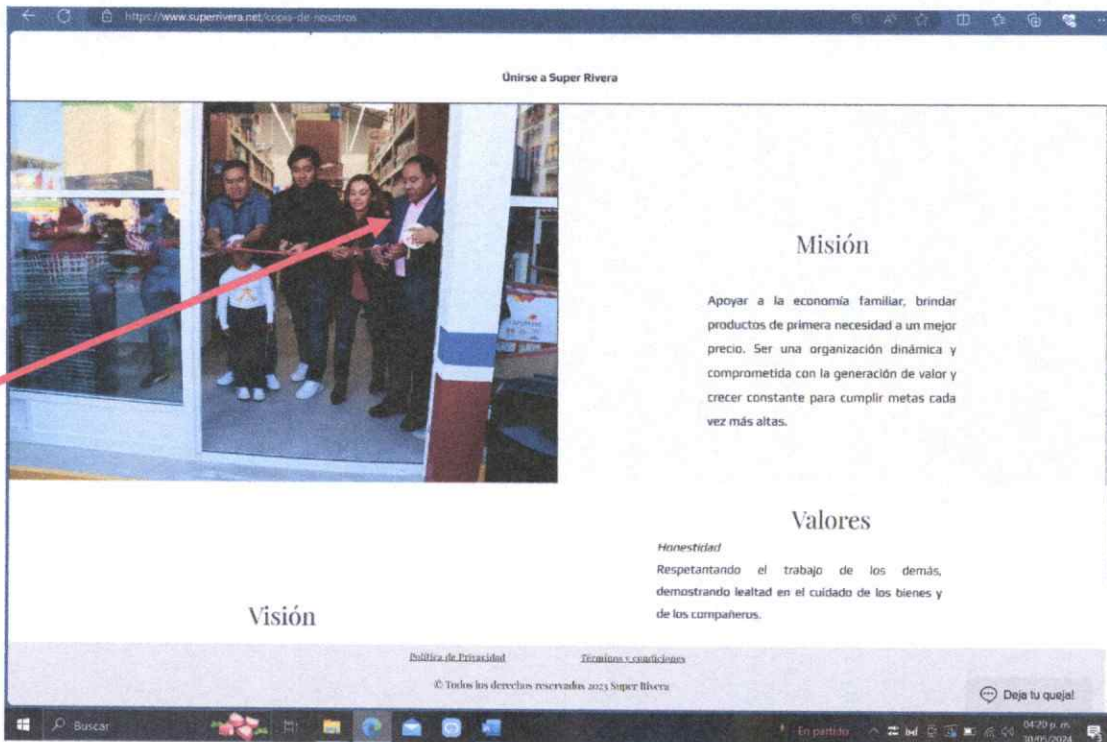 https://www.superrivera.net/copia-de-nosotros
Únirse a Super Rivera
Misión
Apoyar a la economía familiar, brindar
productos de primera necesidad a un mejor
precio. Ser una organización dinámica y
comprometida con la generación de valor y
crecer constante para cumplir metas cada
vez más altas.
Valores
Honestidad
Respetantando el trabajo de los demás,
demostrando lealtad en el cuidado de los bienes y
de los compañeros.
Visión
Política de Privacidad
Términos y condiciones
© Todos los derechos reservados 2023 Super Rivera
Deja tu queja!
Buscar
En partido
04:20 p. m.
30/05/2024